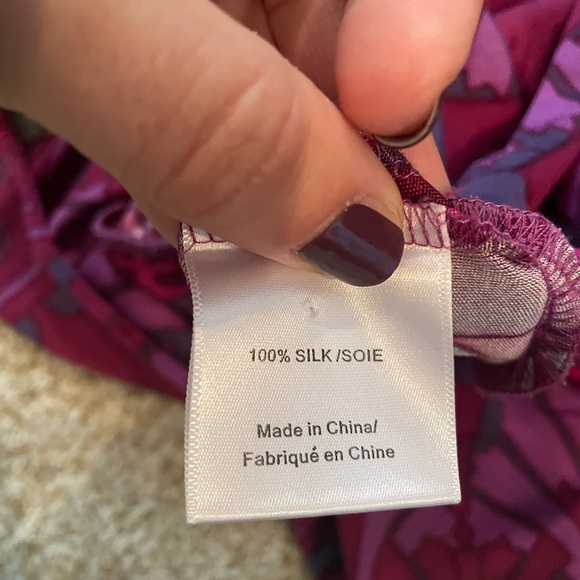 100% SILK /SOIE
Made in China/
Fabriqué en Chine